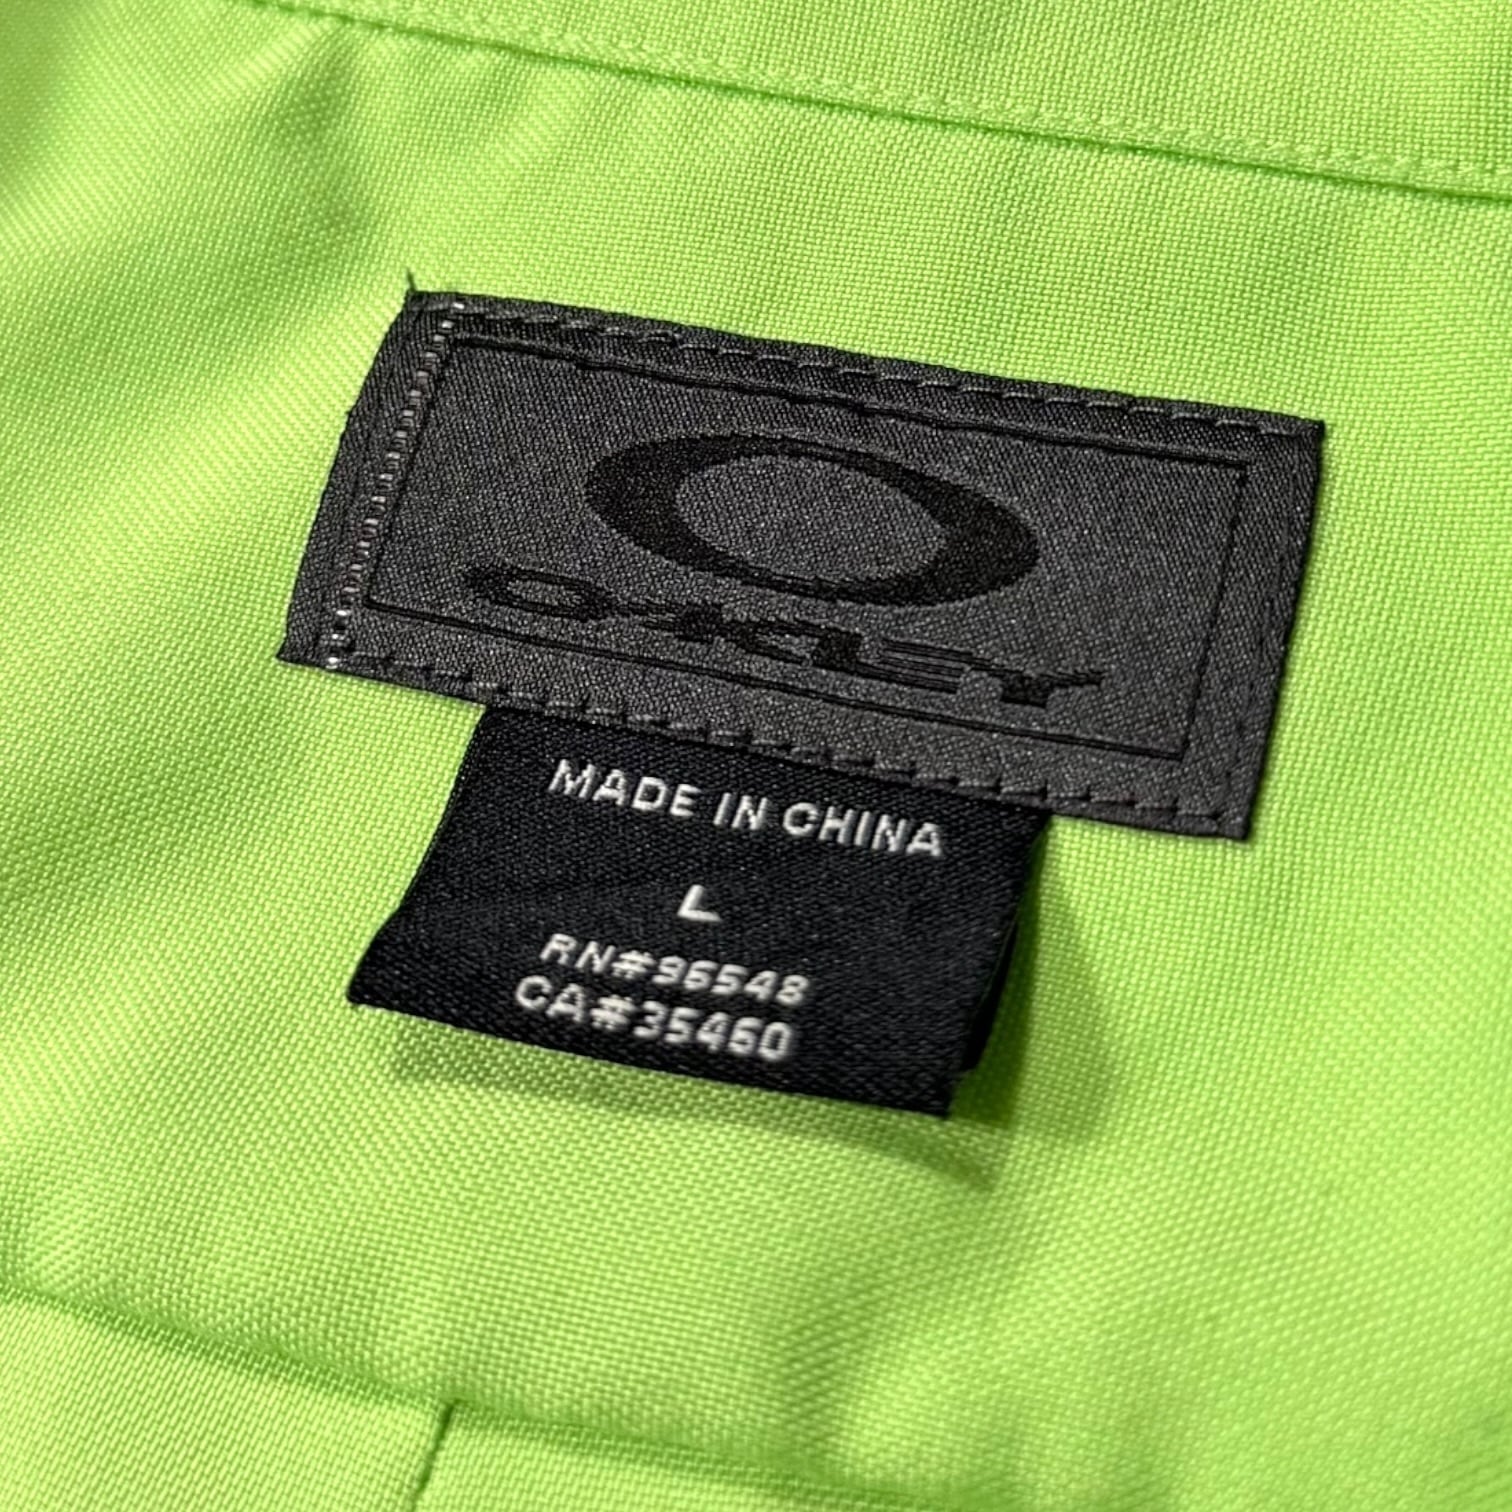 OAKLEY
MADE IN CHINA
L
RN#96548
CA#35460